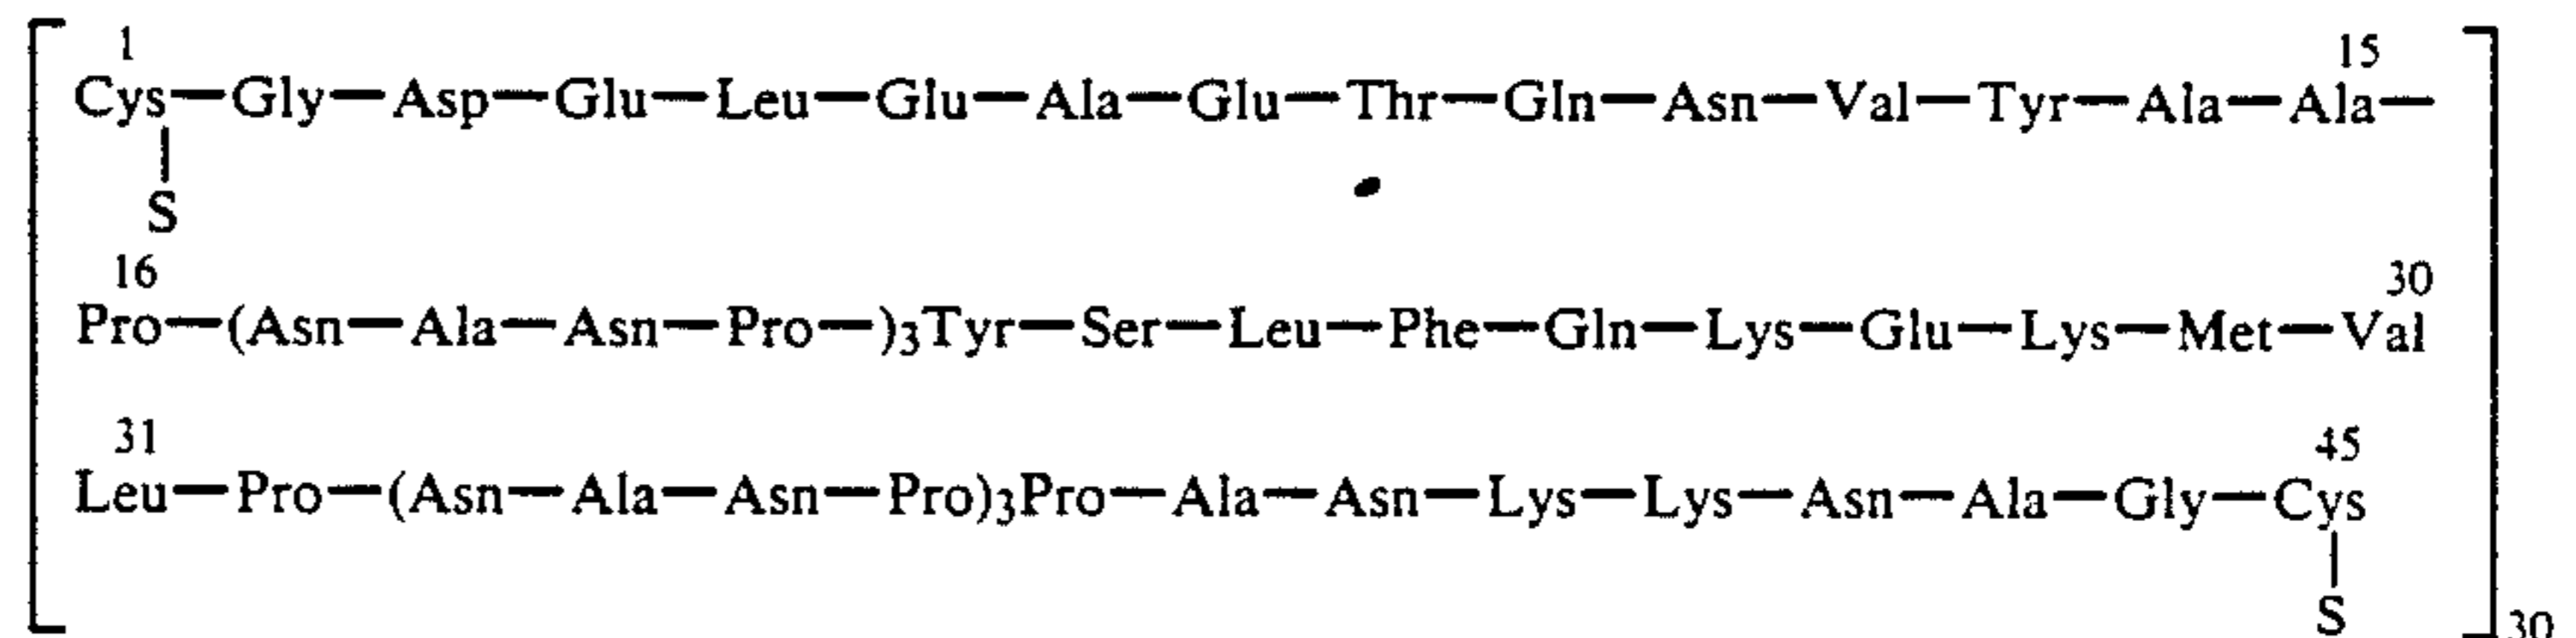 1 15
Cys—Gly—Asp—Glu—Leu—Glu—Ala—Glu—Thr—Gln—Asn—Val—Tyr—Ala—Ala—
S
16 30
Pro—(Asn—Ala—Asn—Pro—)₃Tyr—Ser—Leu—Phe—Gln—Lys—Glu—Lys—Met—Val
31 45
Leu—Pro—(Asn—Ala—Asn—Pro)₃Pro—Ala—Asn—Lys—Lys—Asn—Ala—Gly—Cys
S
30